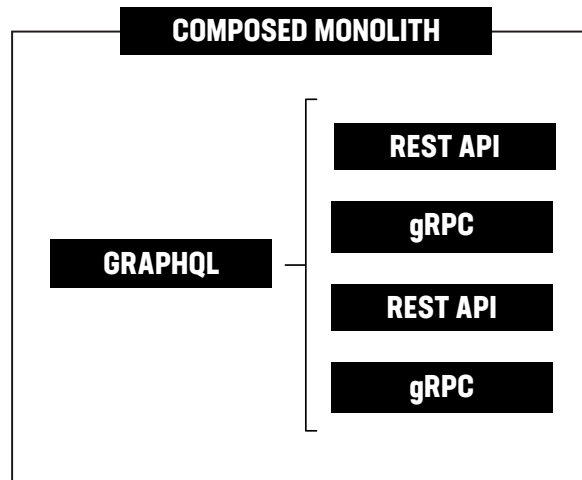 COMPOSED MONOLITH
REST API
gRPC
GRAPHQL
REST API
gRPC